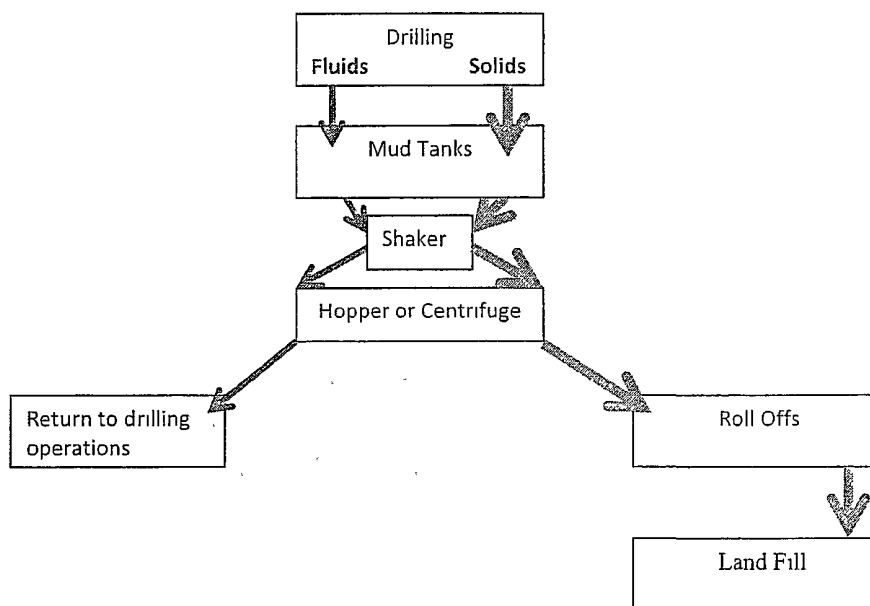 Drilling
Fluids Solids
Mud Tanks
Shaker
Hopper or Centrifuge
Return to drilling
operations
Roll Offs
Land Fill